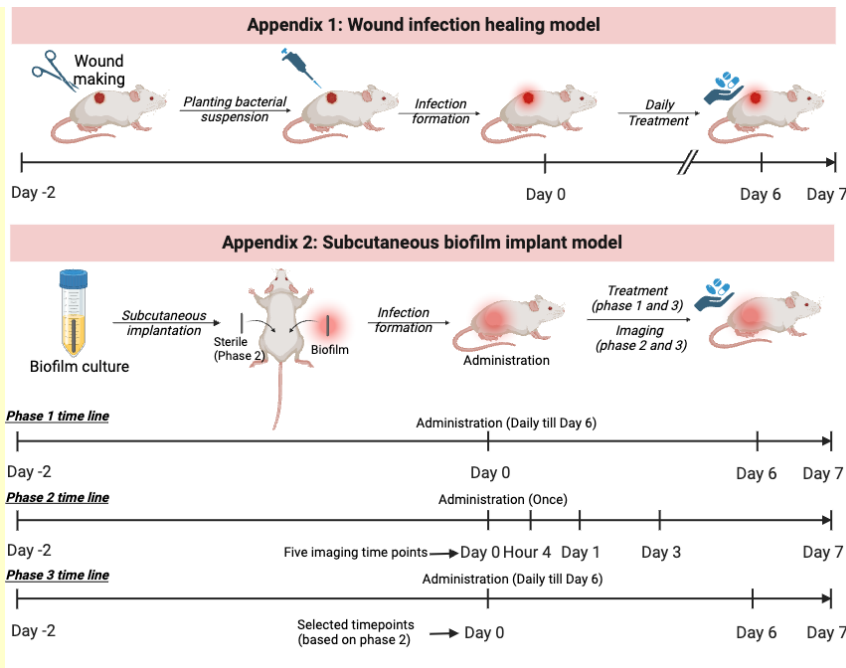 Appendix 1: Wound infection healing model
Wound
making
Planting bacterial
suspension
Infection
formation
Daily
Treatment
Day -2
Day 0
Day 6
Day 7
Appendix 2: Subcutaneous biofilm implant model
Biofilm culture
Subcutaneous
implantation
Sterile
(Phase 2)
Biofilm
Infection
formation
Administration
Treatment
(phase 1 and 3)
Imaging
(phase 2 and 3)
Phase 1 time line
Administration (Daily till Day 6)
Day -2
Day 0
Day 6
Day 7
Phase 2 time line
Administration (Once)
Day -2
Five imaging time points
Day 0
Hour 4
Day 1
Day 3
Day 7
Phase 3 time line
Administration (Daily till Day 6)
Day -2
Selected timepoints
(based on phase 2)
Day 0
Day 6
Day 7